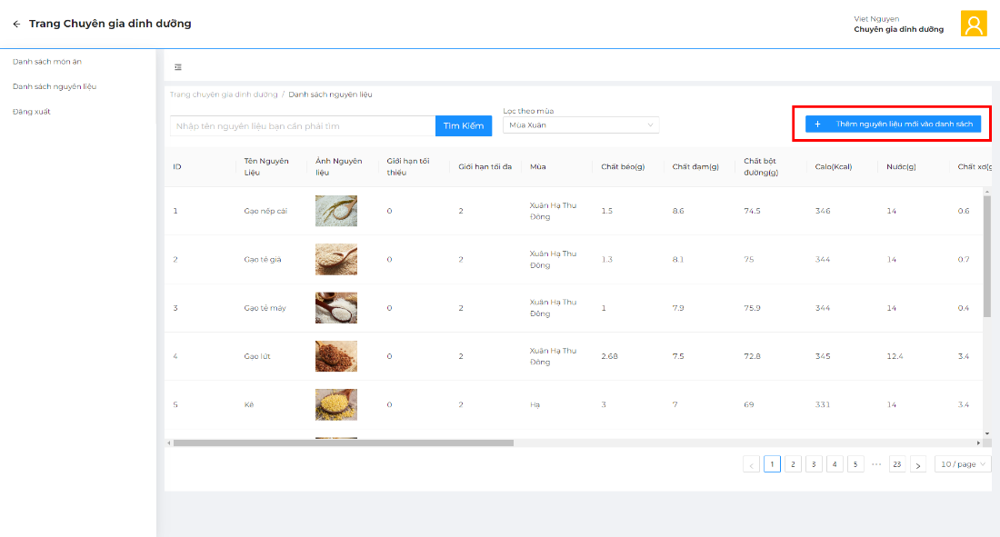 Trang Chuyên gia dinh dưỡng
Viet Nguyen
Chuyên gia dinh dưỡng
Danh sách món ăn
Danh sách nguyên liệu
Đăng xuất
Trang chuyên gia dinh dưỡng / Danh sách nguyên liệu
Lọc theo mùa
Nhập tên nguyên liệu bạn cần phải tìm
Tìm Kiếm
Mùa Xuân
+ Thêm nguyên liệu mới vào danh sách
ID
Tên Nguyên
Liệu
Ảnh Nguyên
liệu
Giới hạn tối
thiểu
Giới hạn tối đa
Mùa
Chất béo(g)
Chất đạm(g)
Chất bột
đường(g)
Calo(Kcal)
Nước(g)
Chất xơ(g
1 Gạo nếp cái 0 2 Xuân Hạ Thu 1.5 8.6 74.5 346 14 0.6
Đông
2 Gạo tẻ giã 0 2 Xuân Hạ Thu 1.3 8.1 75 344 14 0.7
Đông
3 Gạo tẻ máy 0 2 Xuân Hạ Thu 1 7.9 75.9 344 14 0.4
Đông
4 Gạo lứt 0 2 Xuân Hạ Thu 2.68 7.5 72.8 345 12.4 3.4
Đông
5 Kê 0 2 Hạ 3 7 69 331 14 3.4
< 1 2 3 4 5 ••• 23 > 10 / page